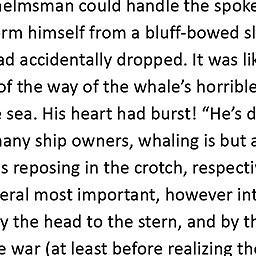 helmsman could handle the spoke
rm himself from a bluff-bowed sl
ad accidentally dropped. It was lik
of the way of the whale’s horrible
sea. His heart had burst! “He’s d
many ship owners, whaling is but a
s reposing in the crotch, respecti
eral most important, however int
y the head to the stern, and by th
e war (at least before realizing the